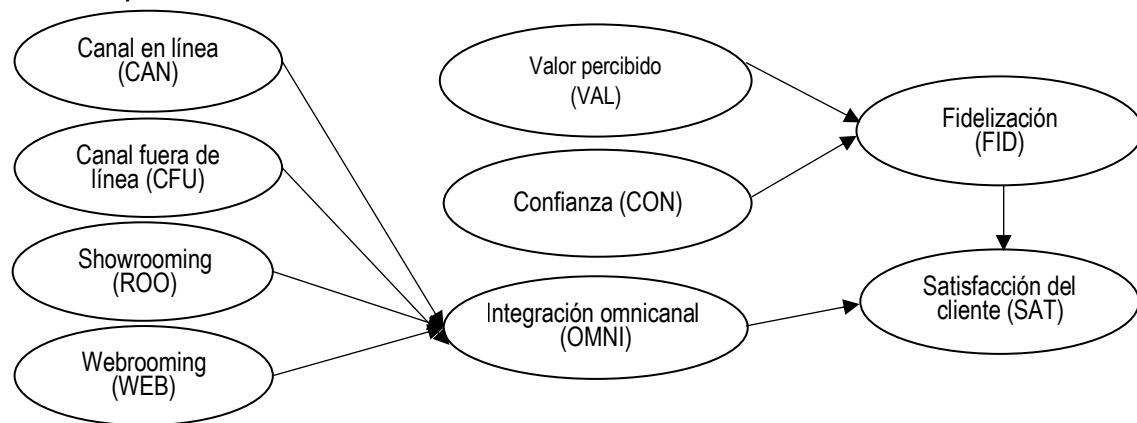 Canal en línea
(CAN)
Canal fuera de
línea (CFU)
Showrooming
(ROO)
Webrooming
(WEB)
Valor percibido
(VAL)
Confianza (CON)
Integración omnicanal
(OMNI)
Fidelización
(FID)
Satisfacción del
cliente (SAT)